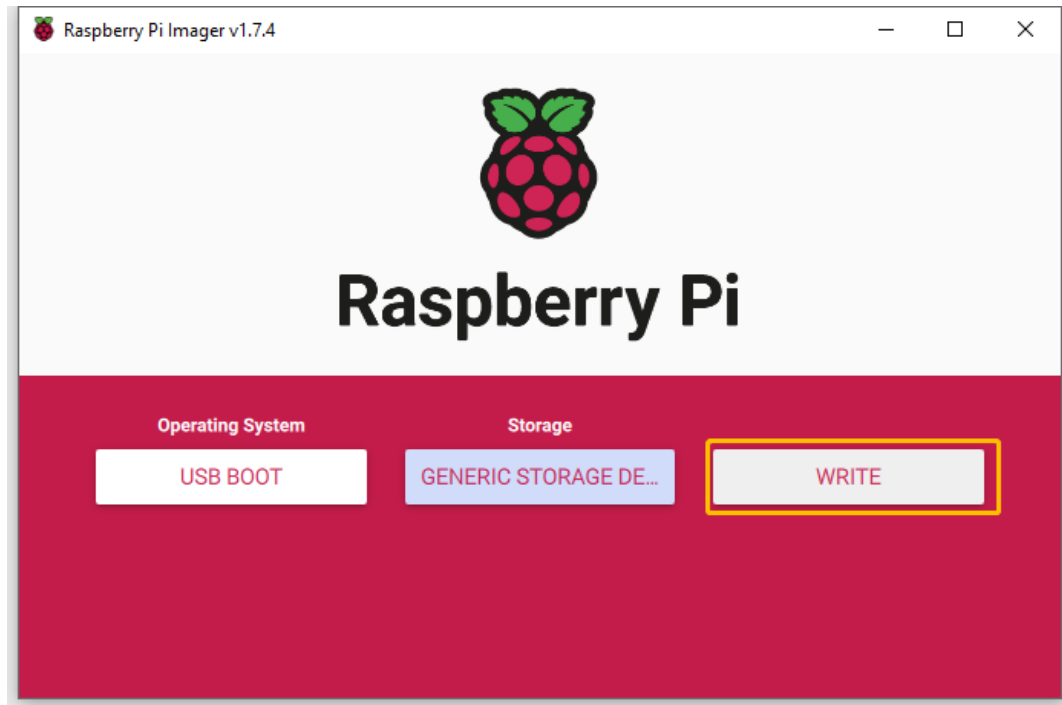 Raspberry Pi Imager v1.7.4
Raspberry Pi
Operating System
Storage
USB BOOT
GENERIC STORAGE DE...
WRITE